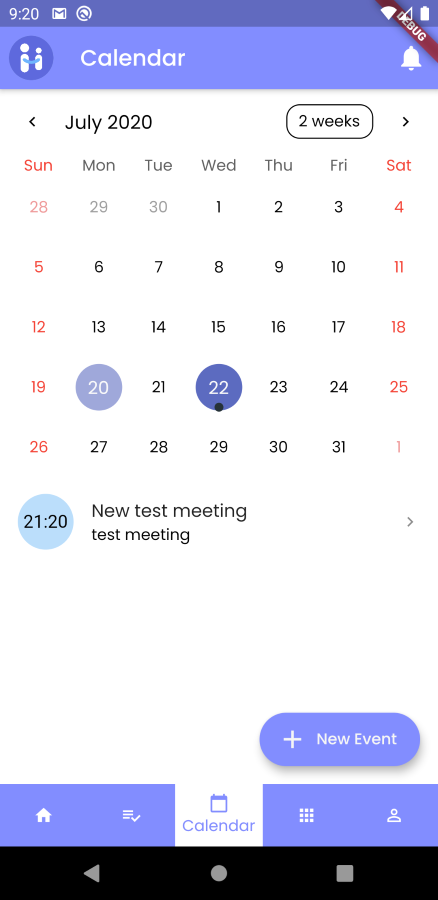 9:20
DEBUG
Calendar
July 2020
2 weeks
Sun Mon Tue Wed Thu Fri Sat
28 29 30 1 2 3 4
5 6 7 8 9 10 11
12 13 14 15 16 17 18
19 20 21 22 23 24 25
26 27 28 29 30 31 1
21:20
New test meeting
test meeting
New Event
Calendar